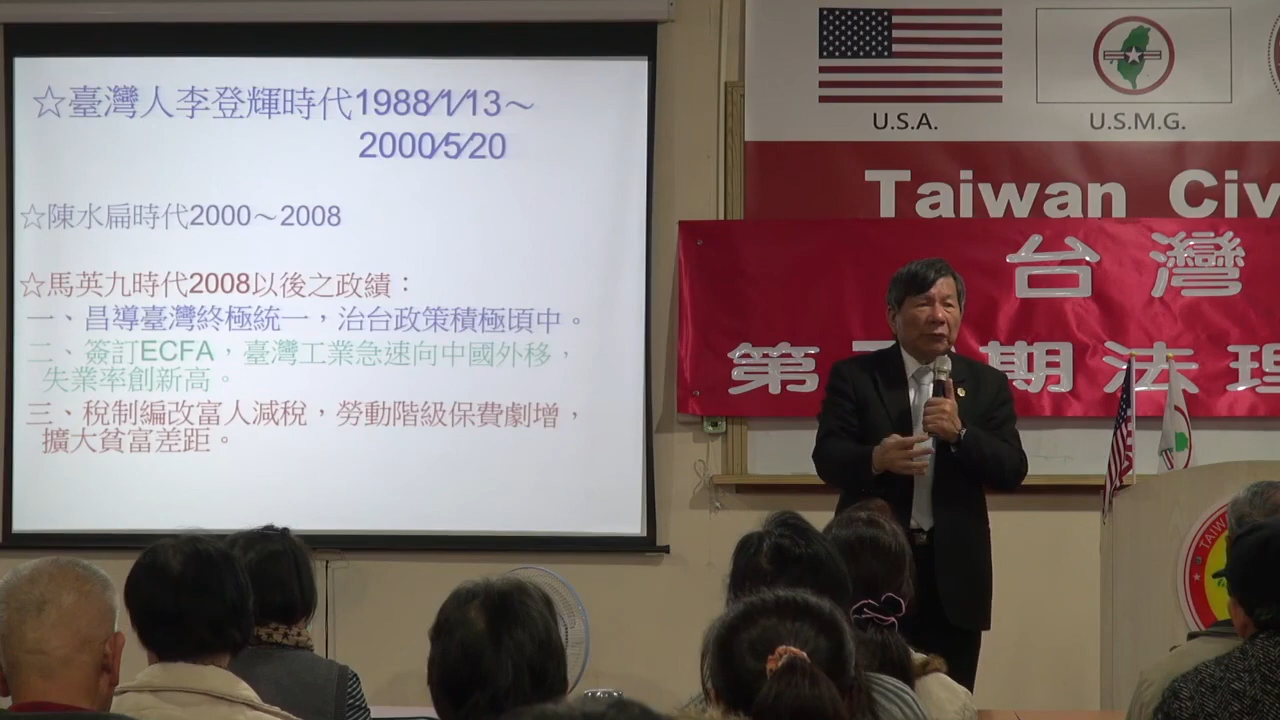 ☆臺灣人李登輝時代1988/1/13～
2000/5/20
☆陳水扁時代2000～2008
☆馬英九時代2008以後之政績：
一、昌導臺灣終極統一，治台政策積極頃中。
二、簽訂ECFA，臺灣工業急速向中國外移，
失業率創新高。
三、稅制編改富人減稅，勞動階級保費劇增，
擴大貧富差距。
U.S.A.
U.S.M.G.
Taiwan Civ
台灣
第 期法理
TAIW